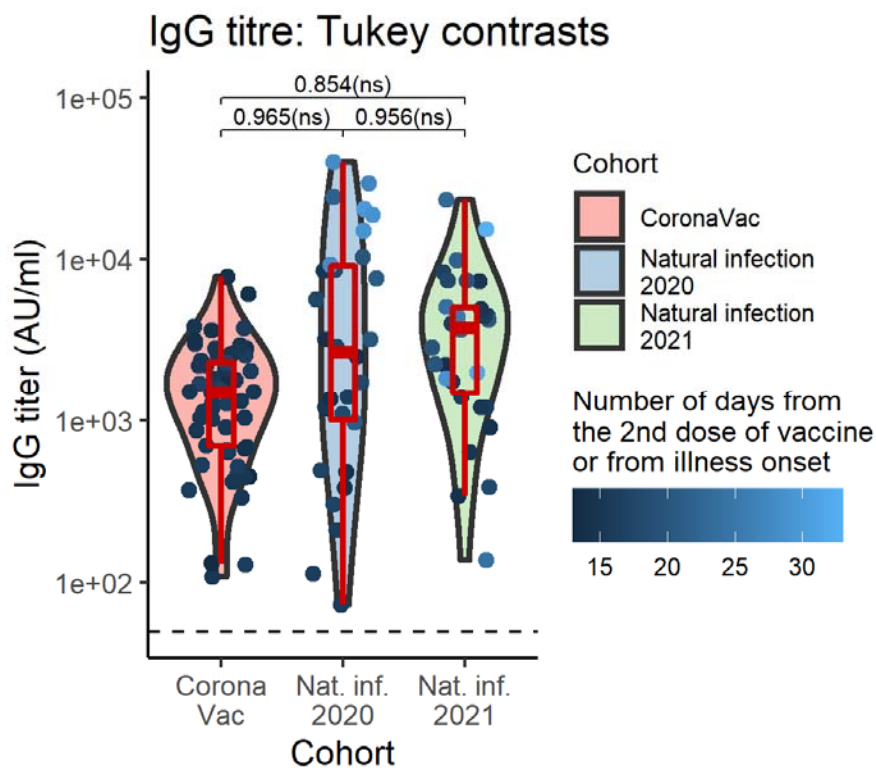 IgG titre: Tukey contrasts
0.854(ns)
0.965(ns) 0.956(ns)
1e+05
1e+04
1e+03
1e+02
IgG titer (AU/ml)
Corona
Vac
Nat. inf.
2020
Nat. inf.
2021
Cohort
Cohort
CoronaVac
Natural infection
2020
Natural infection
2021
Number of days from
the 2nd dose of vaccine
or from illness onset
15 20 25 30